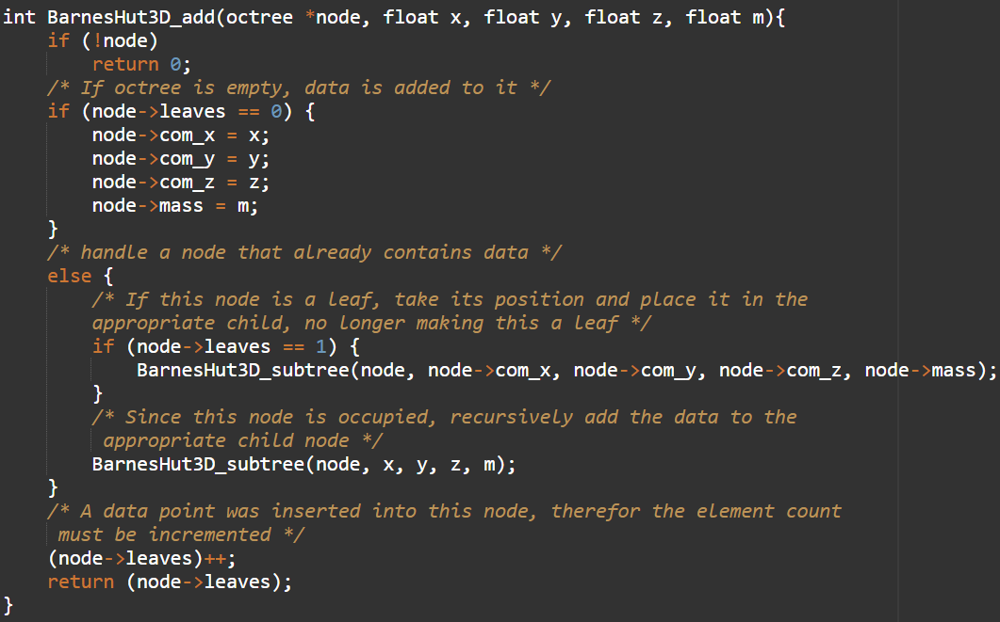 int BarnesHut3D_add(octree *node, float x, float y, float z, float m){
    if (!node)
        return 0;
    /* If octree is empty, data is added to it */
    if (node->leaves == 0) {
        node->com_x = x;
        node->com_y = y;
        node->com_z = z;
        node->mass = m;
    }
    /* handle a node that already contains data */
    else {
        /* If this node is a leaf, take its position and place it in the
        appropriate child, no longer making this a leaf */
        if (node->leaves == 1) {
            BarnesHut3D_subtree(node, node->com_x, node->com_y, node->com_z, node->mass);
        }
        /* Since this node is occupied, recursively add the data to the
         appropriate child node */
        BarnesHut3D_subtree(node, x, y, z, m);
    }
    /* A data point was inserted into this node, therefor the element count
     must be incremented */
    (node->leaves)++;
    return (node->leaves);
}